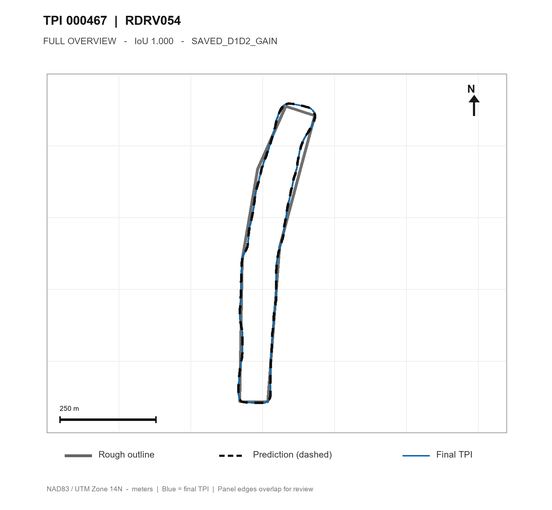 TPI 000467 | RDRV054
FULL OVERVIEW - IoU 1.000 - SAVED_D1D2_GAIN
N
250 m
Rough outline Prediction (dashed) Final TPI
NAD83 / UTM Zone 14N - meters | Blue = final TPI | Panel edges overlap for review